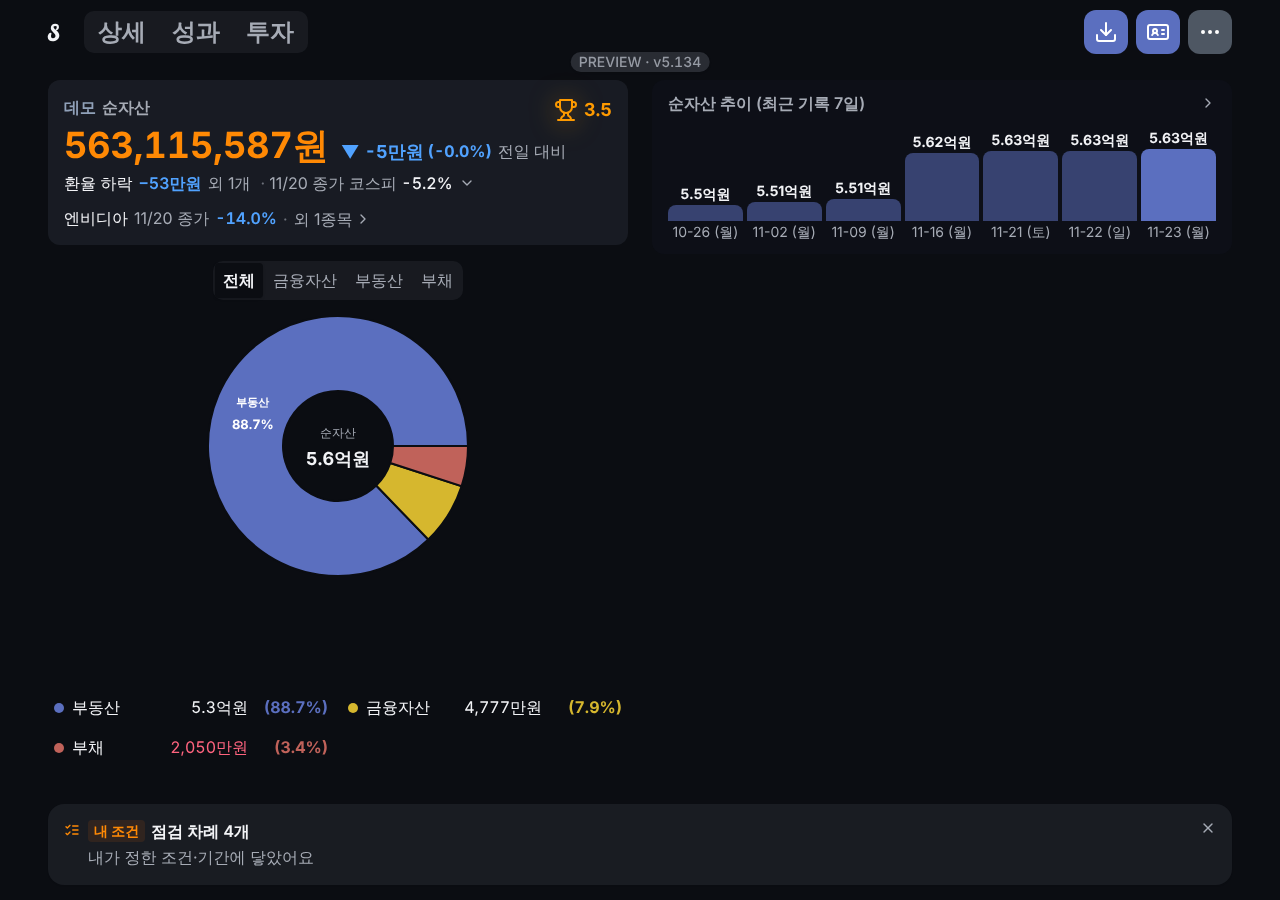 상세 성과 투자
PREVIEW · v5.134
데모 순자산
3.5
563,115,587원 ▼ -5만원 (-0.0%) 전일 대비
환율 하락 −53만원 외 1개 · 11/20 종가 코스피 -5.2%
엔비디아 11/20 종가 -14.0% · 외 1종목
순자산 추이 (최근 기록 7일)
5.5억원 5.51억원 5.51억원 5.62억원 5.63억원 5.63억원 5.63억원
10-26 (월) 11-02 (월) 11-09 (월) 11-16 (월) 11-21 (토) 11-22 (일) 11-23 (월)
전체 금융자산 부동산 부채
부동산
88.7%
순자산
5.6억원
부동산 5.3억원 (88.7%) 금융자산 4,777만원 (7.9%)
부채 2,050만원 (3.4%)
내 조건 점검 차례 4개
내가 정한 조건·기간에 닿았어요